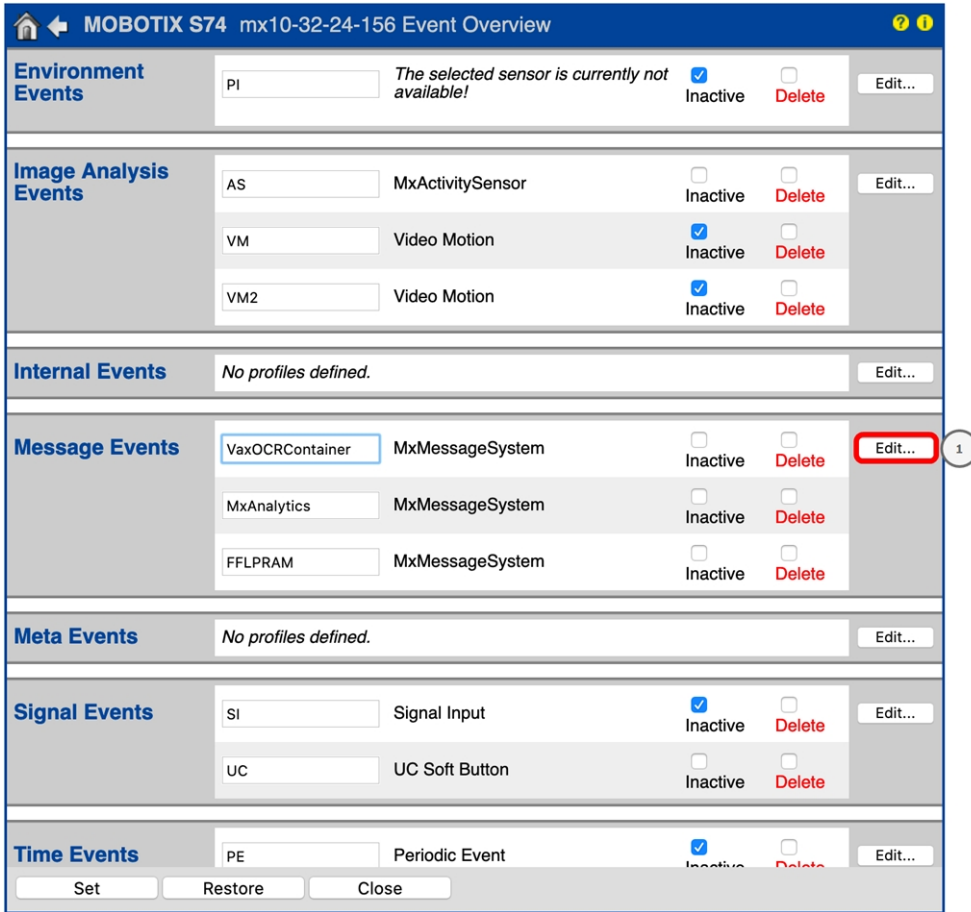 MOBOTIX S74 mx10-32-24-156 Event Overview ? i
Environment Events
PI The selected sensor is currently not available! Inactive Delete Edit...
Image Analysis Events
AS MxActivitySensor Inactive Delete Edit...
VM Video Motion Inactive Delete
VM2 Video Motion Inactive Delete
Internal Events No profiles defined. Edit...
Message Events VaxOCRContainer MxMessageSystem Inactive Delete Edit... 1
MxAnalytics MxMessageSystem Inactive Delete
FFLPRAM MxMessageSystem Inactive Delete
Meta Events No profiles defined. Edit...
Signal Events SI Signal Input Inactive Delete Edit...
UC UC Soft Button Inactive Delete
Time Events PE Periodic Event Inactive Delete Edit...
Set Restore Close